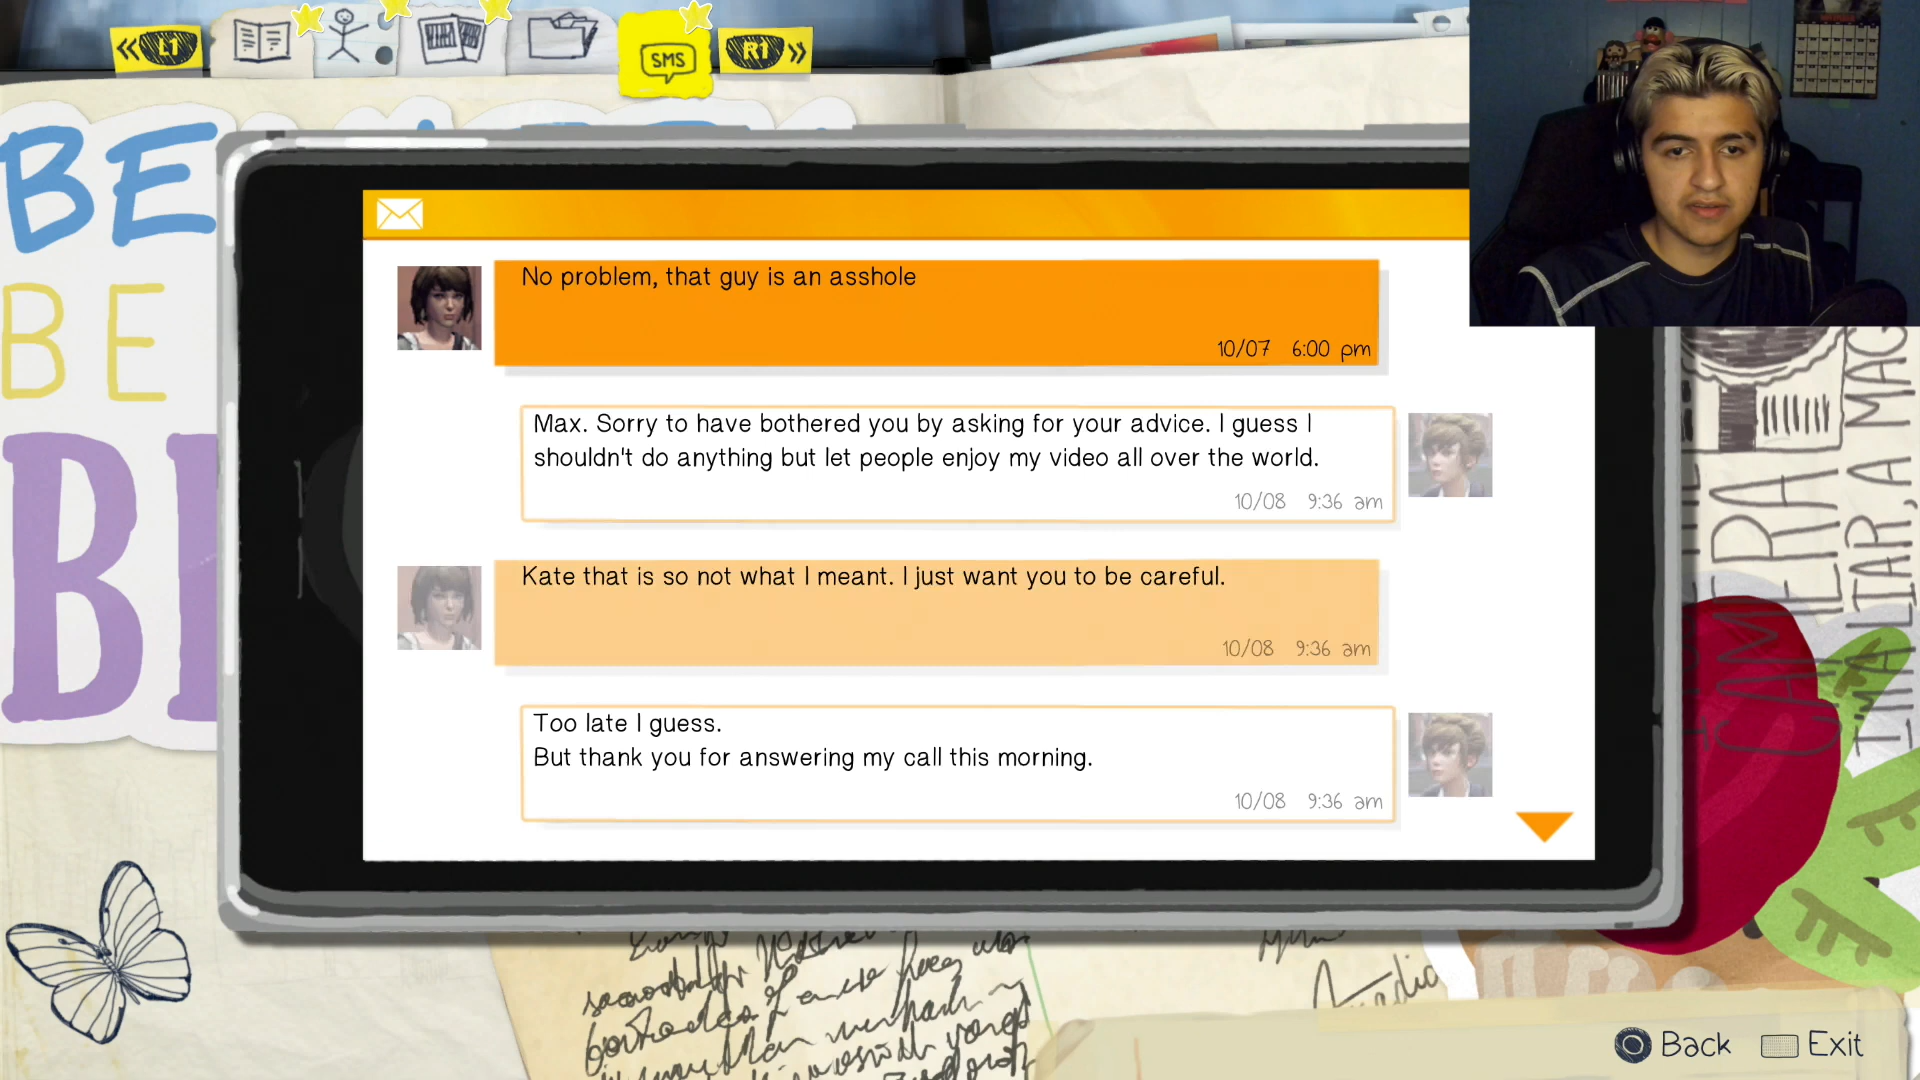 L1
SMS
R1
No problem, that guy is an asshole
10/07 6:00 pm
Max. Sorry to have bothered you by asking for your advice. I guess I
shouldn't do anything but let people enjoy my video all over the world.
10/08 9:36 am
Kate that is so not what I meant. I just want you to be careful.
10/08 9:36 am
Too late I guess.
But thank you for answering my call this morning.
10/08 9:36 am
BE
BE
CAMERA
LIAR, A
Back
Exit